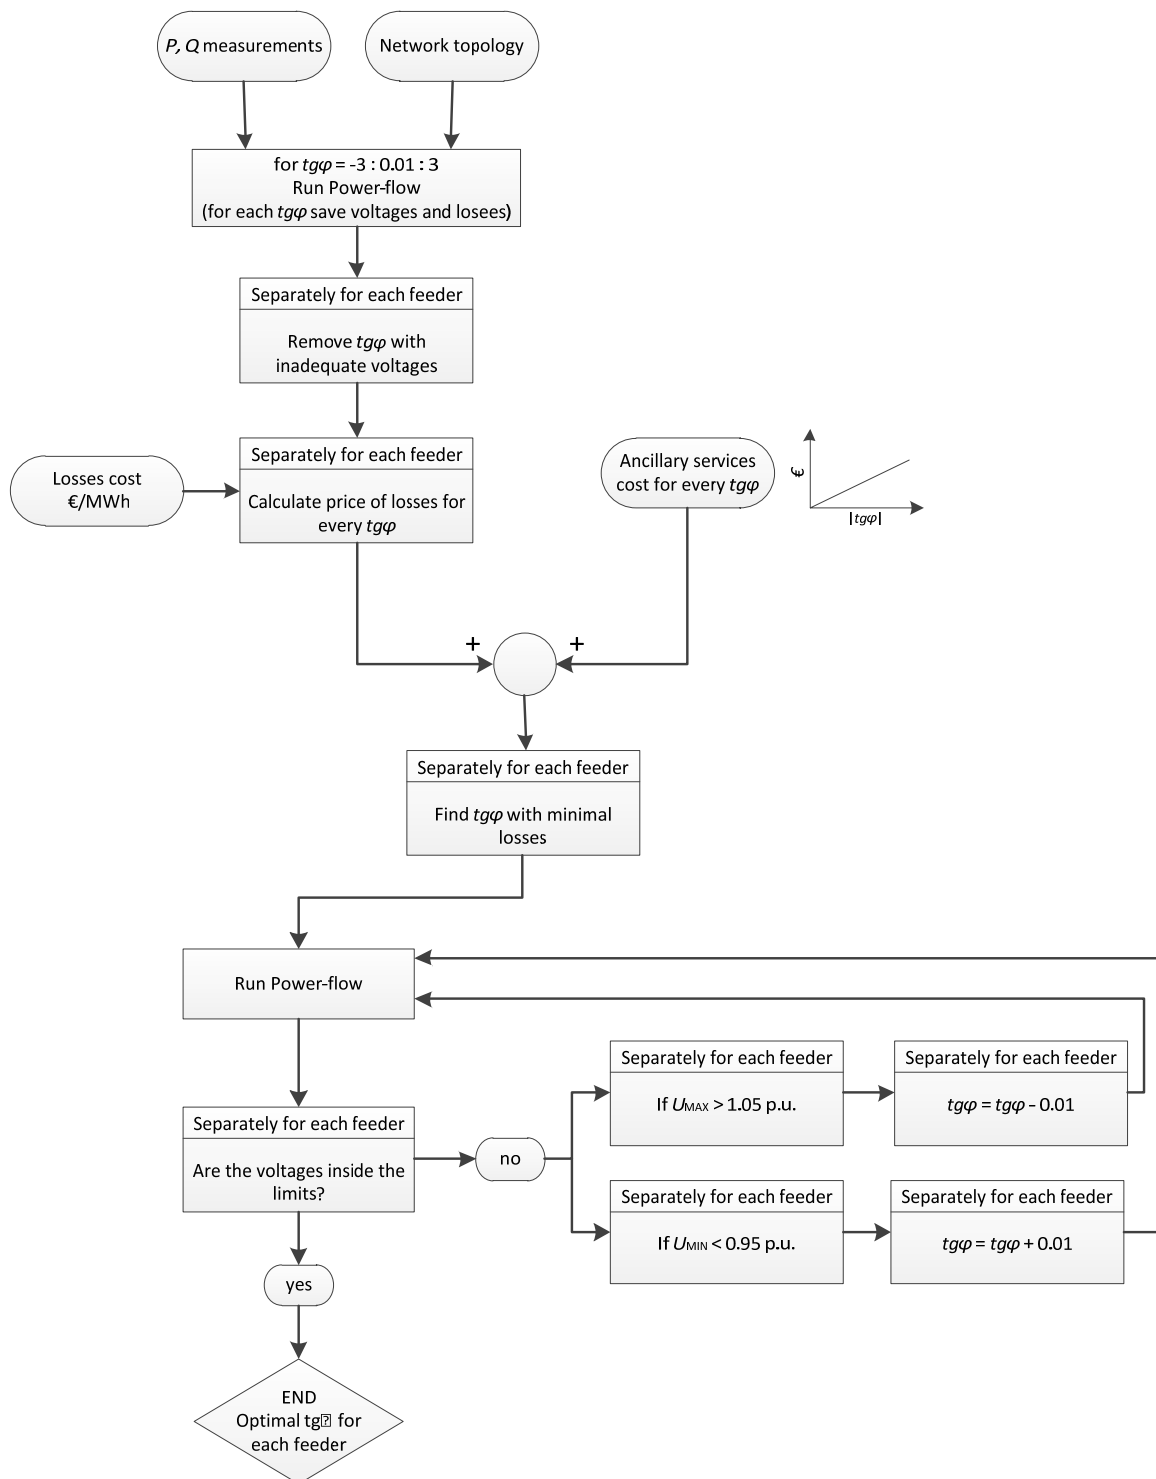 P, Q measurements
Network topology
for tgφ = -3 : 0.01 : 3
Run Power-flow
(for each tgφ save voltages and losees)
Separately for each feeder
Remove tgφ with
inadequate voltages
Losses cost
€/MWh
Separately for each feeder
Calculate price of losses for
every tgφ
Ancillary services
cost for every tgφ
€
|tgφ|
+
+
Separately for each feeder
Find tgφ with minimal
losses
Run Power-flow
Separately for each feeder
Are the voltages inside the
limits?
no
Separately for each feeder
If UMAX > 1.05 p.u.
Separately for each feeder
tgφ = tgφ - 0.01
Separately for each feeder
If UMIN < 0.95 p.u.
Separately for each feeder
tgφ = tgφ + 0.01
yes
END
Optimal tg for
each feeder